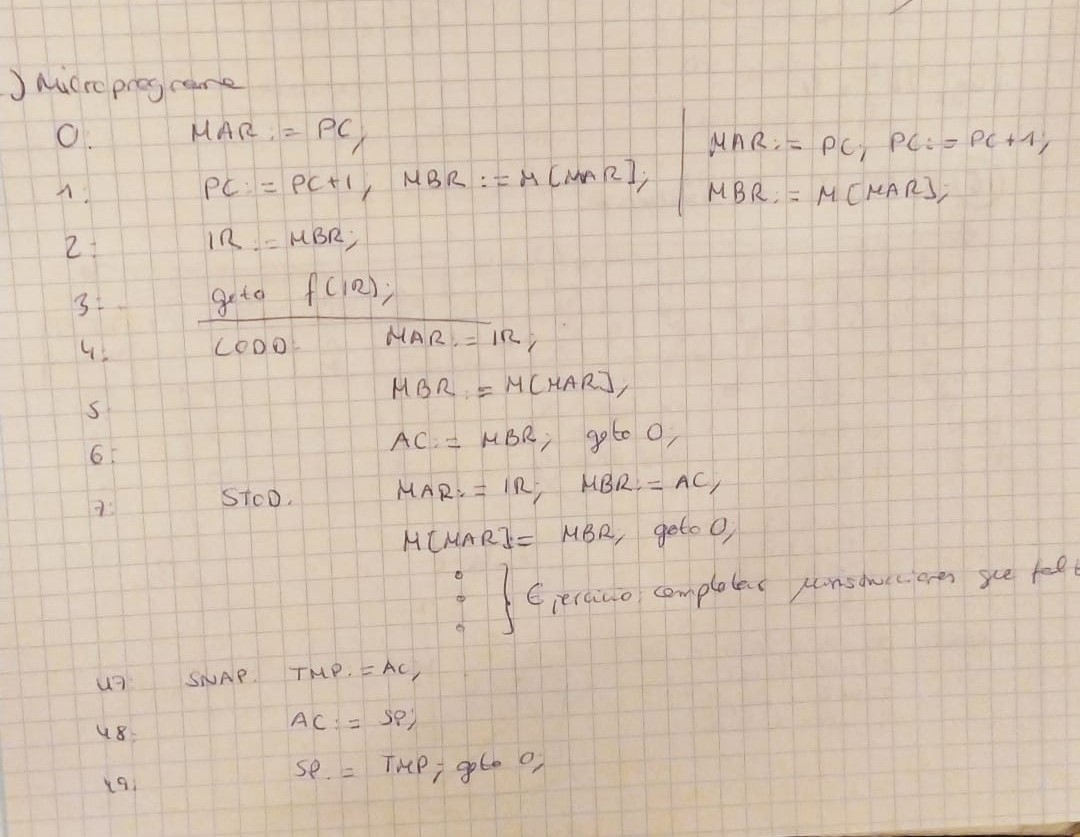 ) Microprograma
0: MAR := PC;
1: PC := PC+1; MBR := M[MAR];
MAR := PC; PC := PC+1;
MBR := M[MAR];
2: IR := MBR;
3: goto f(IR);
4: LODD: MAR := IR;
5 MBR := M[MAR];
6: AC := MBR; goto 0;
7: STOD: MAR := IR; MBR := AC;
M[MAR] := MBR; goto 0;
Ejercicio: completar μinstrucciones que falt
47: SWAP: TMP := AC;
48: AC := SP;
49: SP := TMP; goto 0;